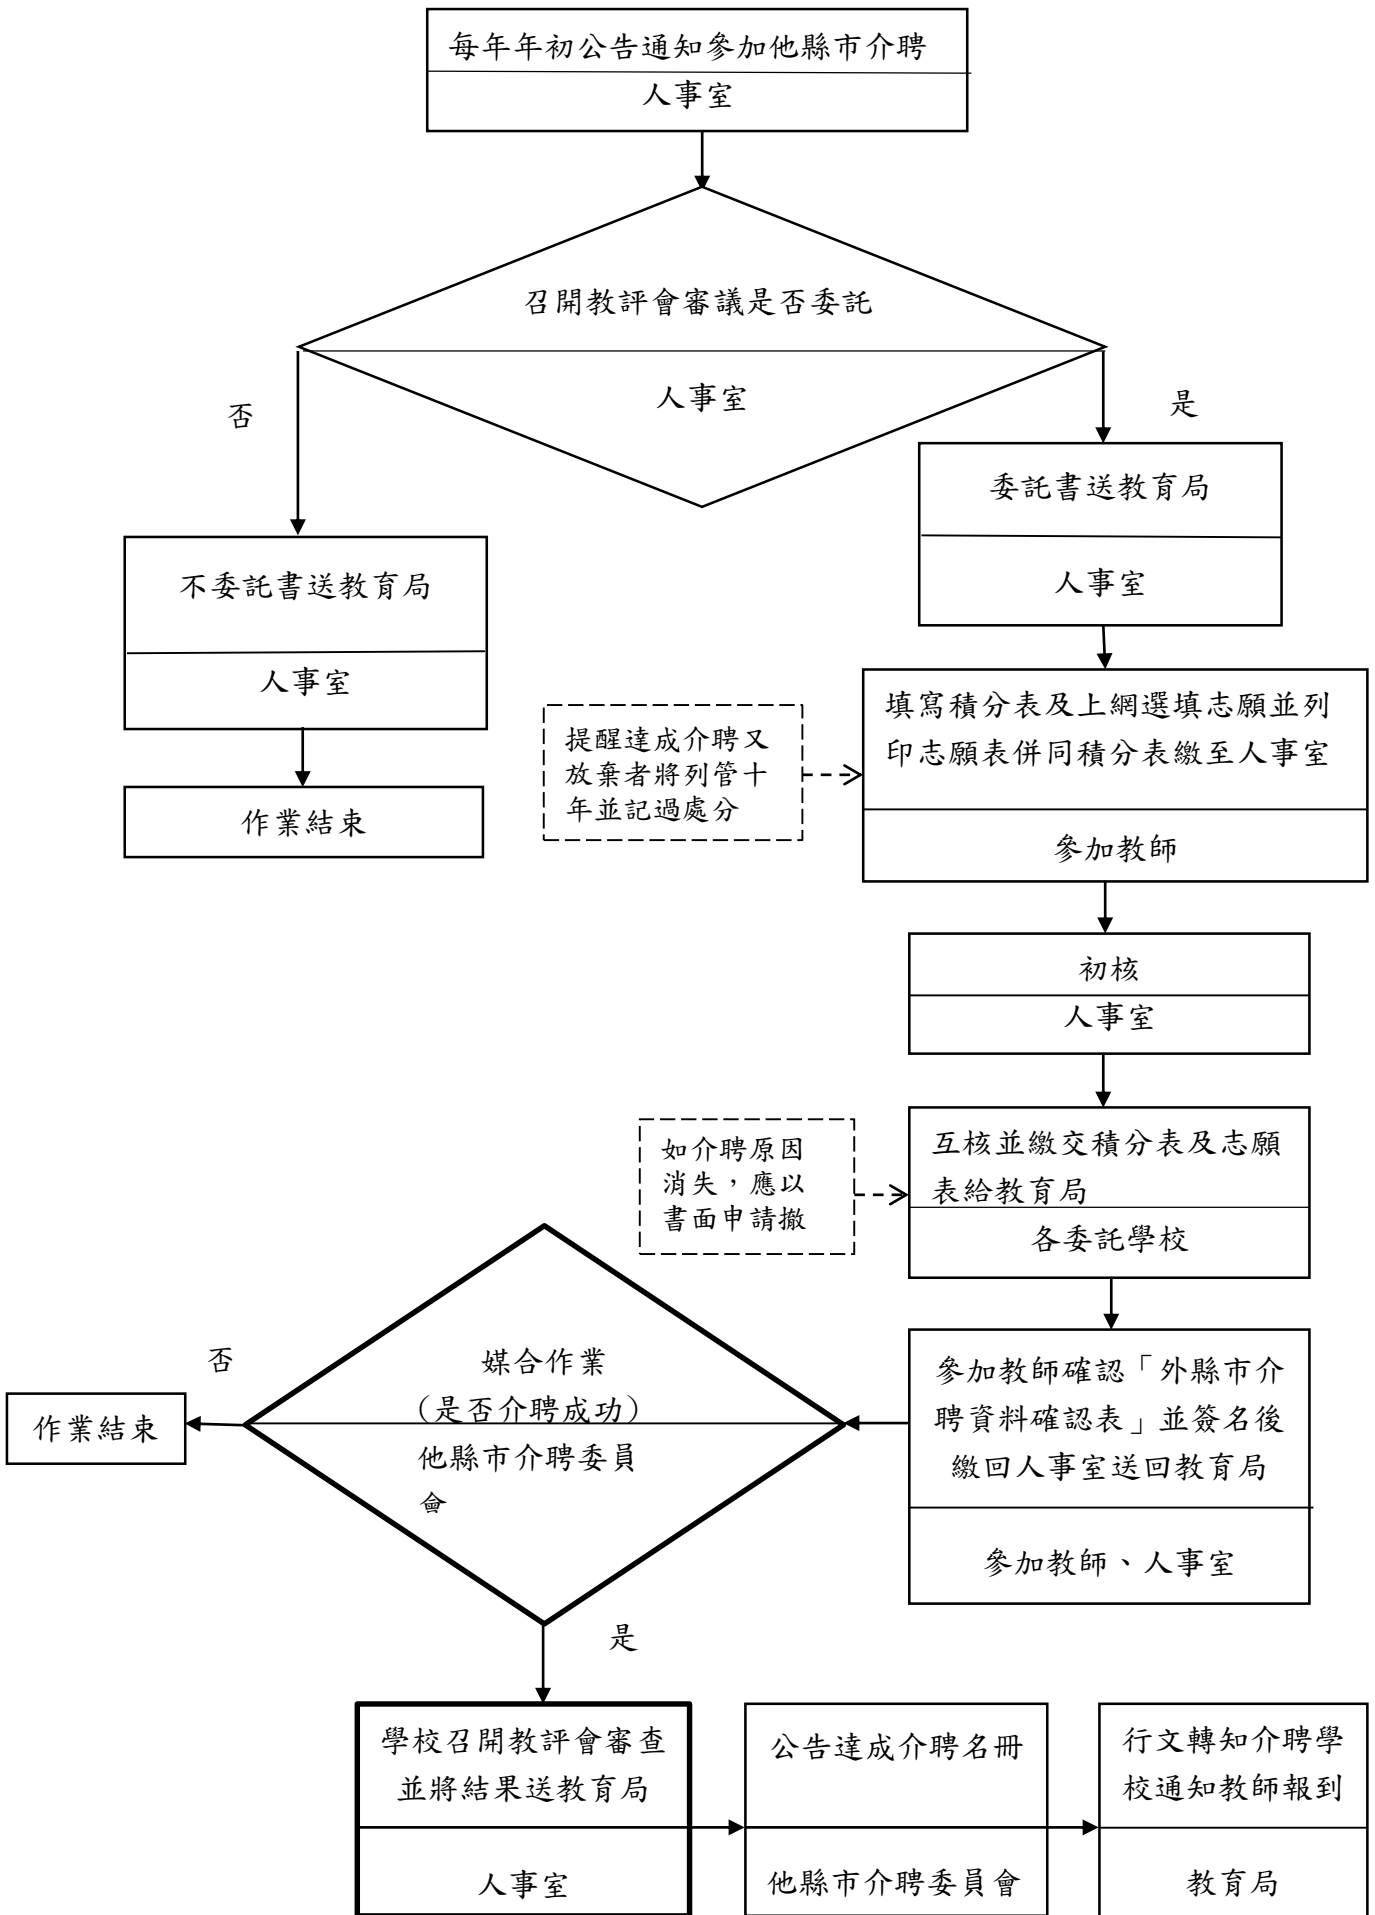 每年年初公告通知參加他縣市介聘
人事室
召開教評會審議是否委託
人事室
否
是
委託書送教育局
人事室
不委託書送教育局
人事室
作業結束
提醒達成介聘又
放棄者將列管十
年並記過處分
填寫積分表及上網選填志願並列
印志願表併同積分表繳至人事室
參加教師
初核
人事室
如介聘原因
消失，應以
書面申請撤
互核並繳交積分表及志願
表給教育局
各委託學校
參加教師確認「外縣市介
聘資料確認表」並簽名後
繳回人事室送回教育局
參加教師、人事室
媒合作業
(是否介聘成功)
他縣市介聘委員
會
否
作業結束
是
學校召開教評會審查
並將結果送教育局
人事室
公告達成介聘名冊
他縣市介聘委員會
行文轉知介聘學
校通知教師報到
教育局